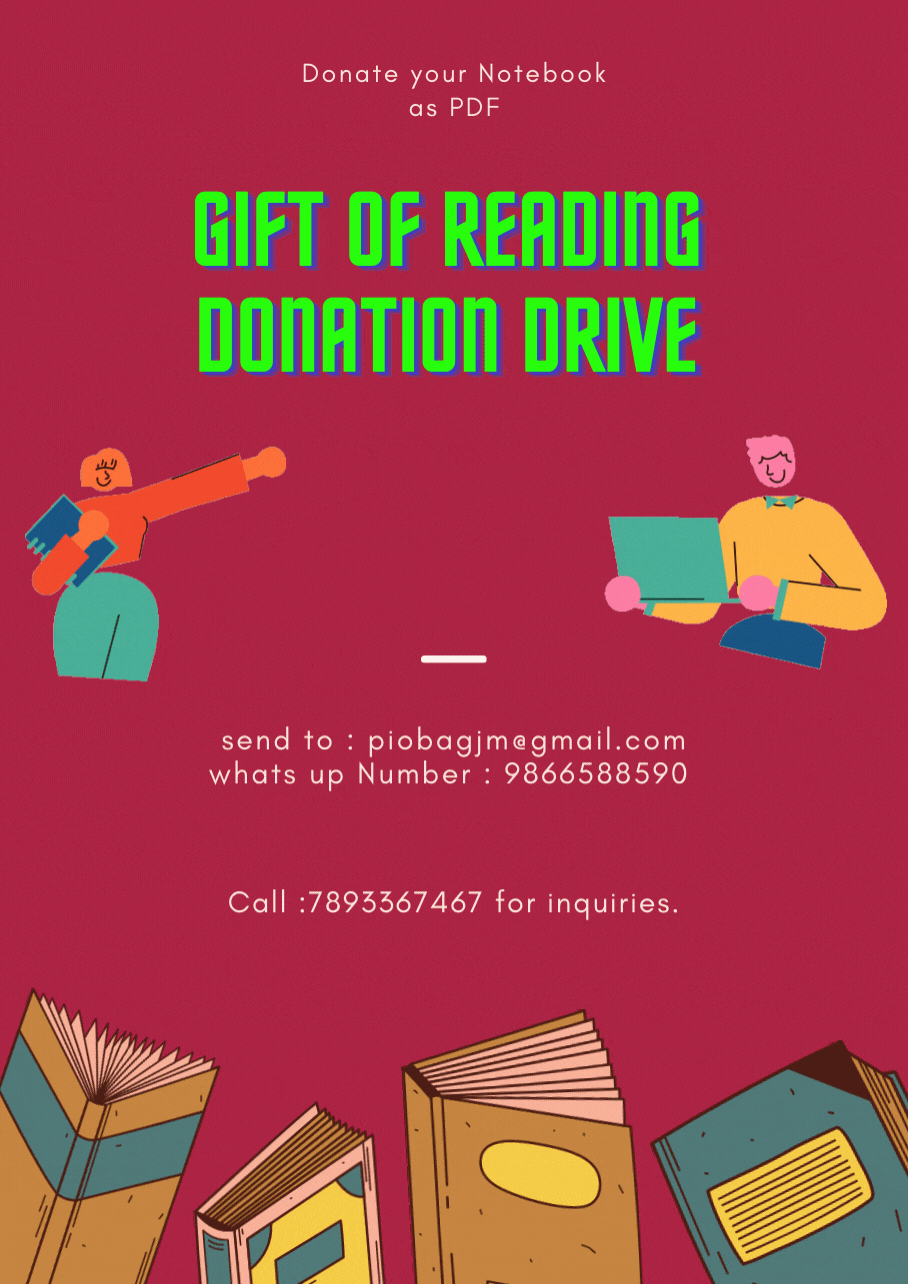 Donate your Notebook
as PDF
GIFT OF READING
DONATION DRIVE
send to : piobagjm@gmail.com
whats up Number : 9866588590
Call :7893367467 for inquiries.